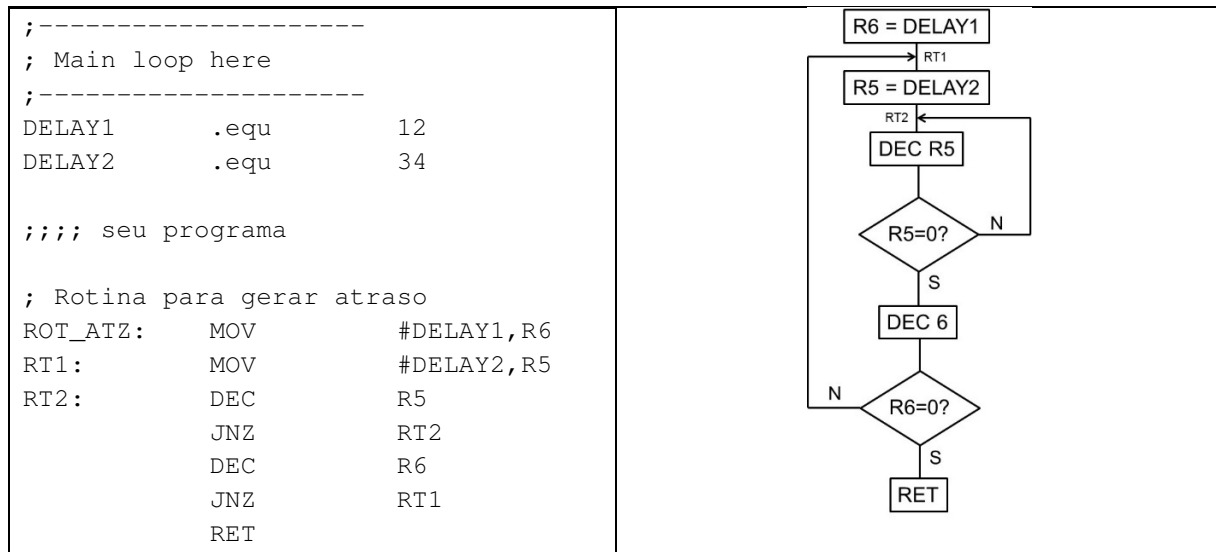 ;----------------------
; Main loop here
;----------------------
DELAY1 .equ 12
DELAY2 .equ 34
;;;; seu programa
; Rotina para gerar atraso
ROT_ATZ: MOV #DELAY1,R6
RT1: MOV #DELAY2,R5
RT2: DEC R5
JNZ RT2
DEC R6
JNZ RT1
RET
R6 = DELAY1
RT1
R5 = DELAY2
RT2
DEC R5
R5=0?
N
S
DEC 6
N
R6=0?
S
RET